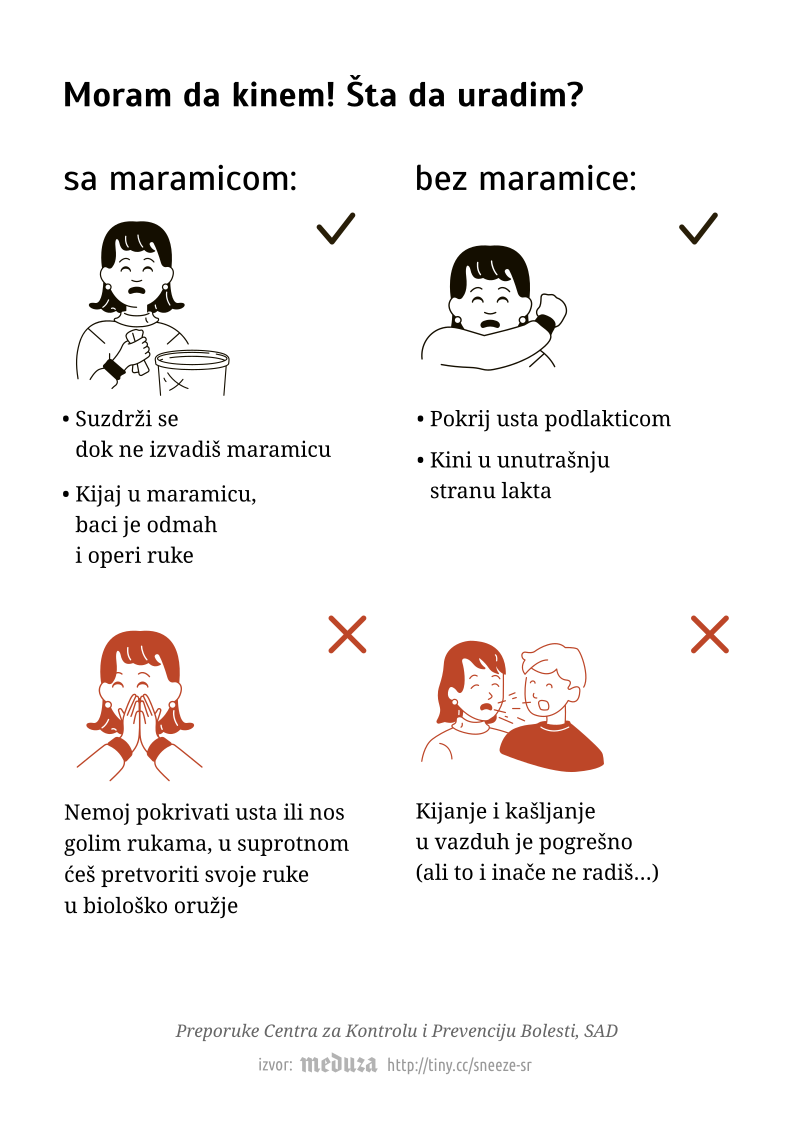 Moram da kinem! Šta da uradim?
sa maramicom:
• Suzdrži se
dok ne izvadiš maramicu
• Kijaj u maramicu,
baci je odmah
i operi ruke
bez maramice:
• Pokrij usta podlakticom
• Kini u unutrašnju
stranu lakta
Nemoj pokrivati usta ili nos
golim rukama, u suprotnom
ćeš pretvoriti svoje ruke
u biološko oružje
Kijanje i kašljanje
u vazduh je pogrešno
(ali to i inače ne radiš...)
Preporuke Centra za Kontrolu i Prevenciju Bolesti, SAD
izvor: meduza http://tiny.cc/sneeze-sr